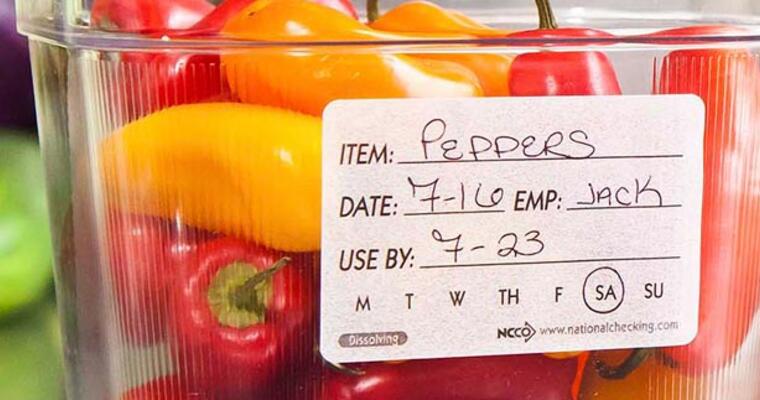 ITEM: PEPPERS
DATE: 7-16 EMP: JACK
USE BY: 7-23
M T W TH F SA SU
Dissolving NCCO www.nationalchecking.com